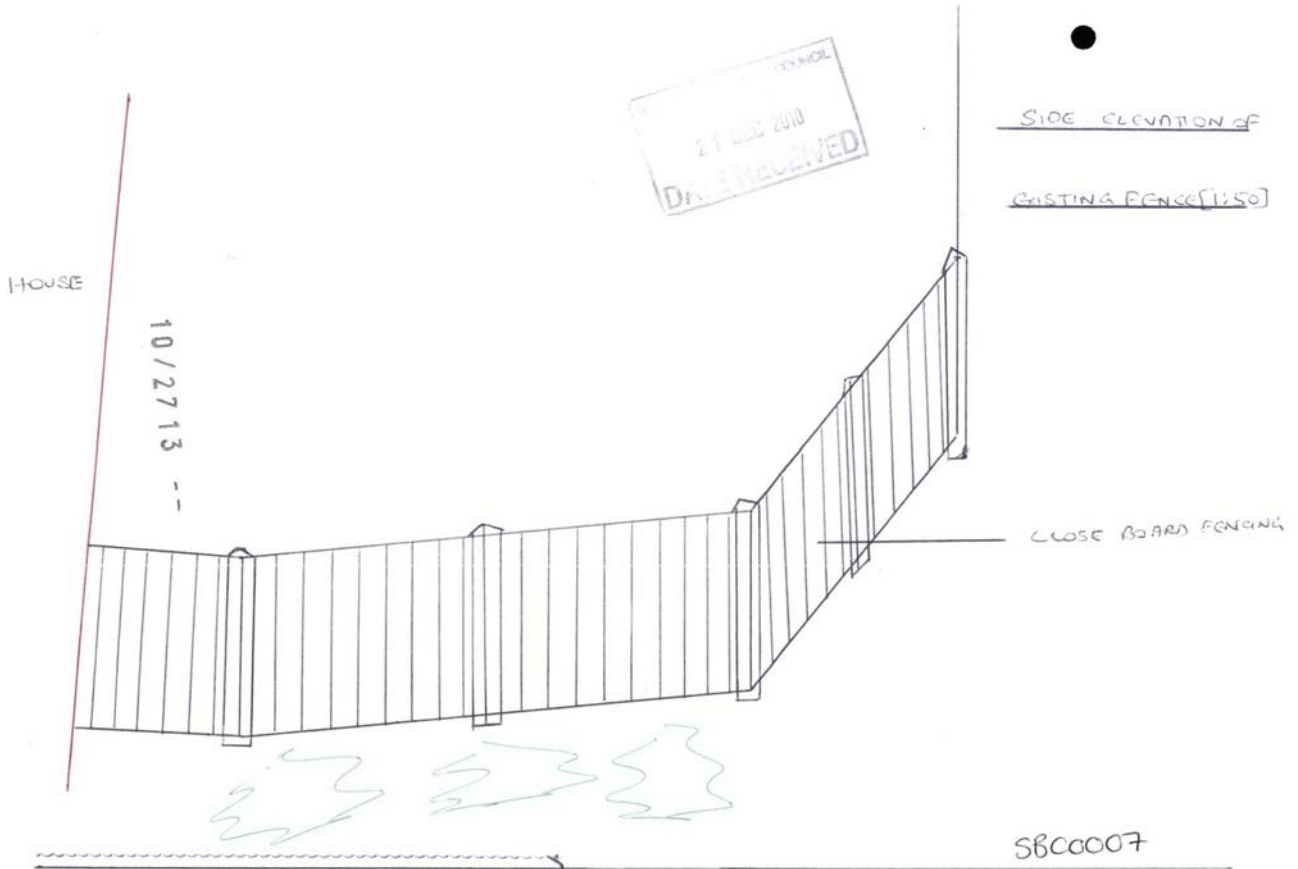 COUNCIL
21 DEC 2010
DATE RECEIVED
SIDE ELEVATION OF
EXISTING FENCE [1:50]
HOUSE
10/2713 --
CLOSE BOARD FENCING
SBC0007